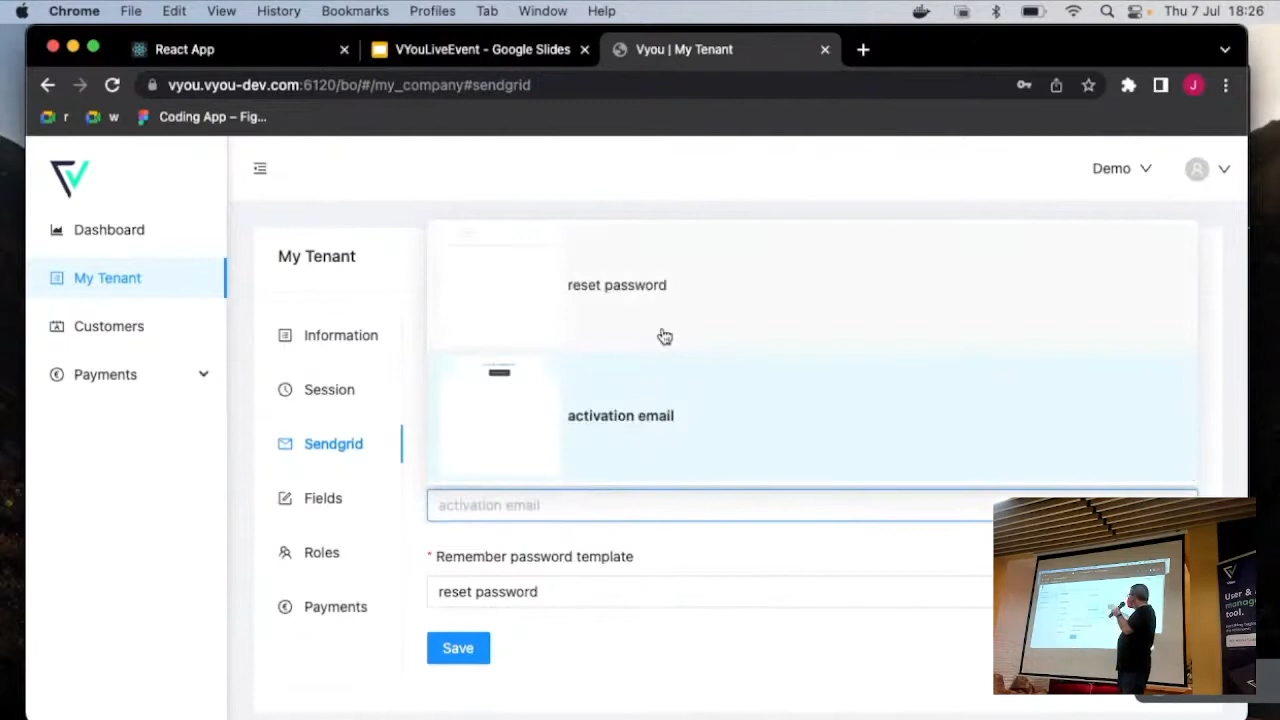 Chrome File Edit View History Bookmarks Profiles Tab Window Help Thu 7 Jul 18:26
React App VYouLiveEvent - Google Slides Vyou | My Tenant
vyou.vyou-dev.com:6120/bo/#/my_company#sendgrid J
r w Coding App – Fig...
Demo
Dashboard
My Tenant
Customers
Payments
My Tenant
Information
Session
Sendgrid
Fields
Roles
Payments
reset password
activation email
activation email
* Remember password template
reset password
Save
User &
manage
tool.